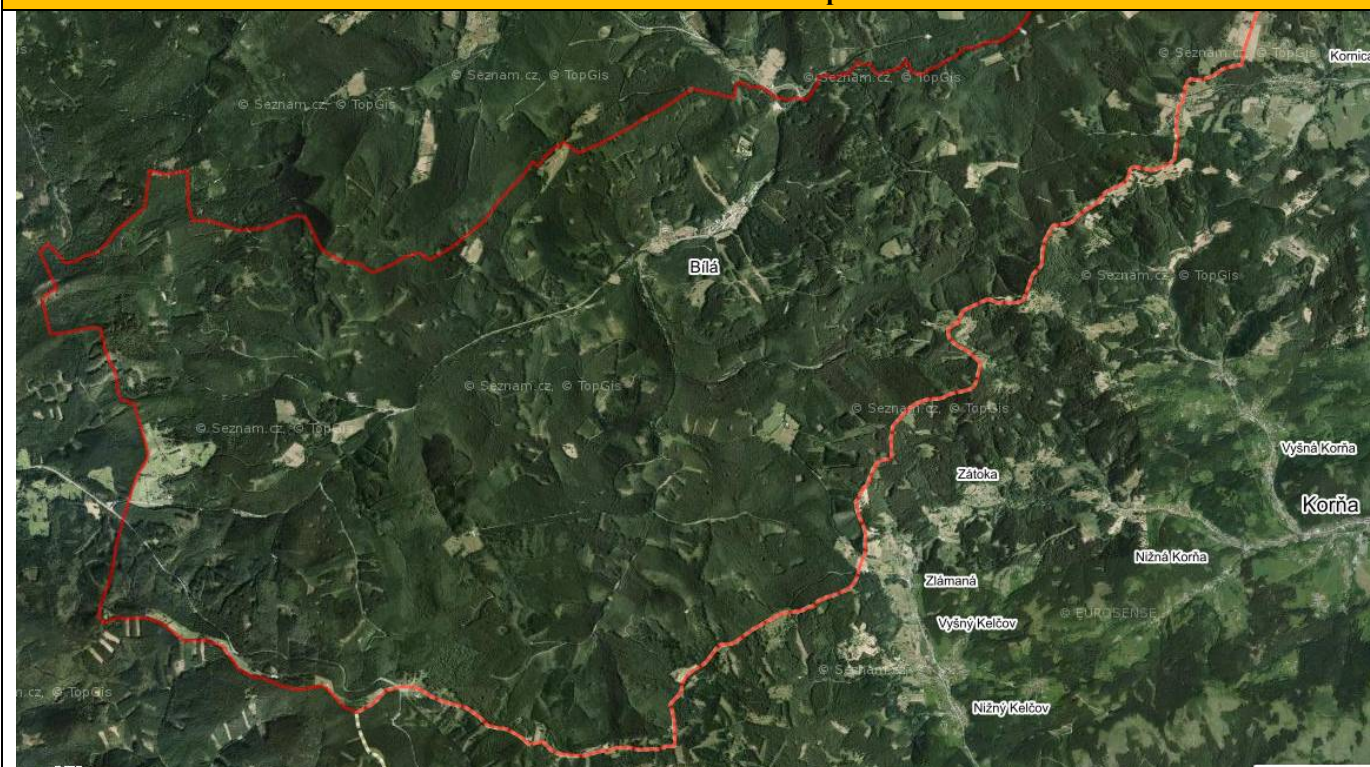 © Seznam.cz, © TopGis
© Seznam.cz, © TopGis
Kornica
© Seznam.cz, © TopGis
© Seznam.cz, © TopGis
Bílá
© Seznam.cz, © TopGis
© Seznam.cz, © TopGis
© Seznam.cz, © TopGis
© Seznam.cz, © TopGis
Vyšná Korňa
Zátoka
Korňa
Nižná Korňa
Zlámaná
© EUROSENSE
Vyšný Kelčov
© Seznam.cz
© TopGis
Nižný Kelčov